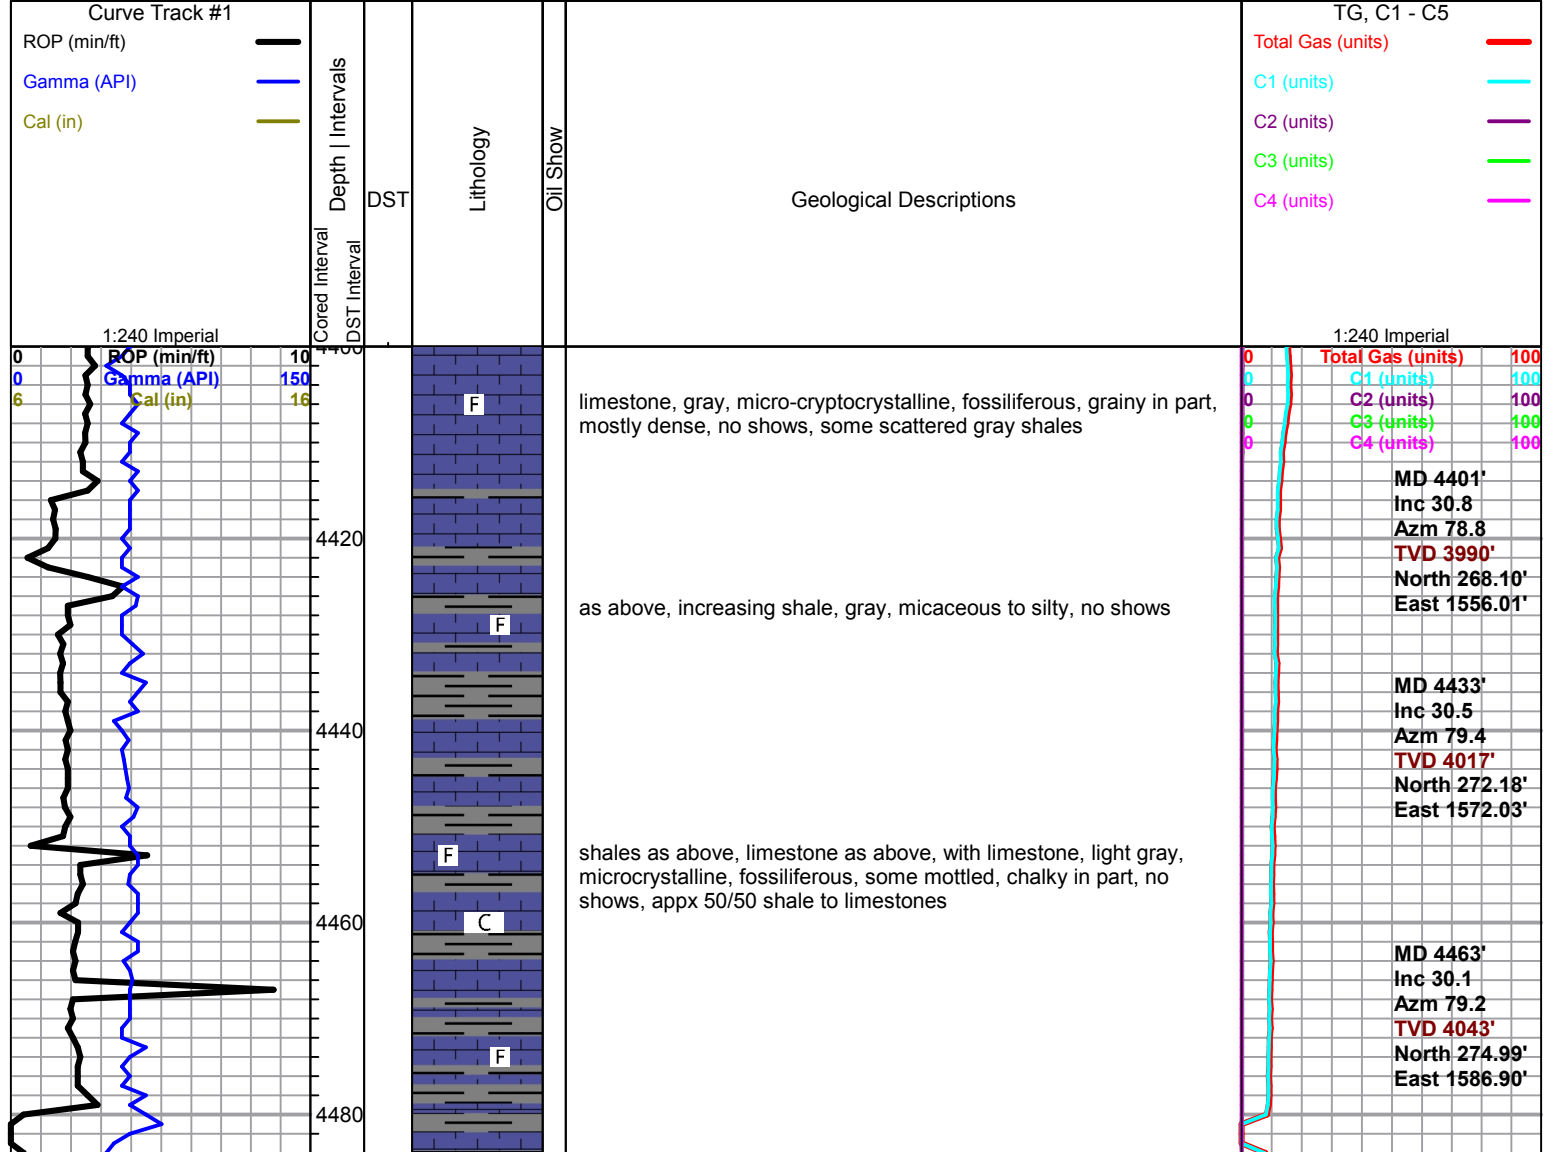 Curve Track #1
ROP (min/ft)
Gamma (API)
Cal (in)
1:240 Imperial
Depth | Intervals
Cored Interval
DST Interval
DST
Lithology
Oil Show
Geological Descriptions
TG, C1 - C5
Total Gas (units)
C1 (units)
C2 (units)
C3 (units)
C4 (units)
1:240 Imperial
0 ROP (min/ft) 10
0 Gamma (API) 150
6 Cal (in) 16
4400
0 Total Gas (units) 100
0 C1 (units) 100
0 C2 (units) 100
0 C3 (units) 100
0 C4 (units) 100
F
limestone, gray, micro-cryptocrystalline, fossiliferous, grainy in part,
mostly dense, no shows, some scattered gray shales
MD 4401'
Inc 30.8
Azm 78.8
TVD 3990'
North 268.10'
East 1556.01'
4420
as above, increasing shale, gray, micaceous to silty, no shows
F
MD 4433'
Inc 30.5
Azm 79.4
TVD 4017'
North 272.18'
East 1572.03'
4440
F
shales as above, limestone as above, with limestone, light gray,
microcrystalline, fossiliferous, some mottled, chalky in part, no
shows, appx 50/50 shale to limestones
4460
C
MD 4463'
Inc 30.1
Azm 79.2
TVD 4043'
North 274.99'
East 1586.90'
F
4480